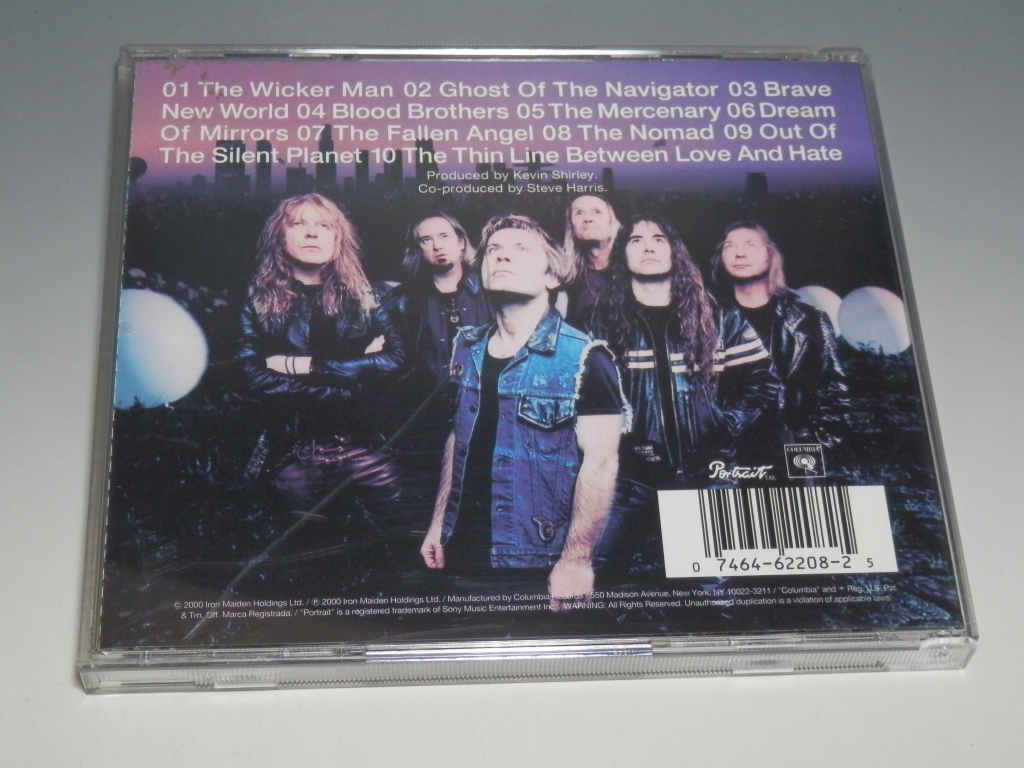 01 The Wicker Man 02 Ghost Of The Navigator 03 Brave
New World 04 Blood Brothers 05 The Mercenary 06 Dream
Of Mirrors 07 The Fallen Angel 08 The Nomad 09 Out Of
The Silent Planet 10 The Thin Line Between Love And Hate
Produced by Kevin Shirley.
Co-produced by Steve Harris.
Portrait™
COLUMBIA
0 7464-62208-2 5
© 2000 Iron Maiden Holdings Ltd. / ℗ 2000 Iron Maiden Holdings Ltd. / Manufactured by Columbia Records / 550 Madison Avenue, New York, NY 10022-3211 / "Columbia" and Reg. U.S. Pat.
& Tm. Off. Marca Registrada. / "Portrait" is a registered trademark of Sony Music Entertainment Inc. / WARNING: All Rights Reserved. Unauthorized duplication is a violation of applicable laws.